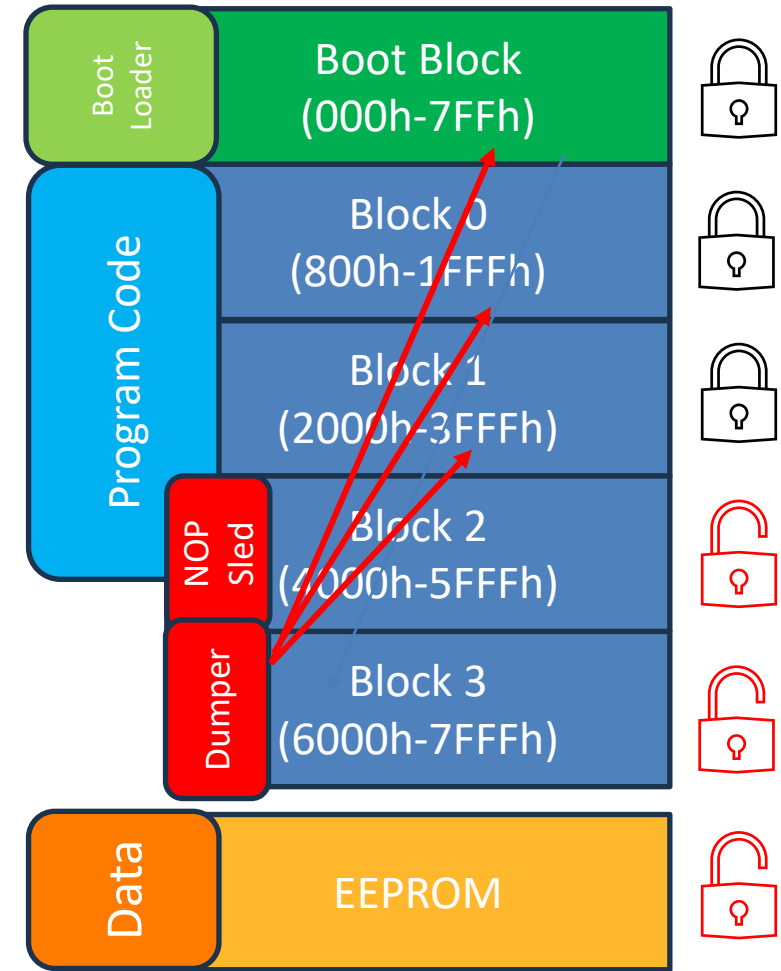 Boot
Loader
Boot Block
(000h-7FFh)
Program Code
Block 0
(800h-1FFFh)
Block 1
(2000h-3FFFh)
NOP
Sled
Block 2
(4000h-5FFFh)
Dumper
Block 3
(6000h-7FFFh)
Data
EEPROM